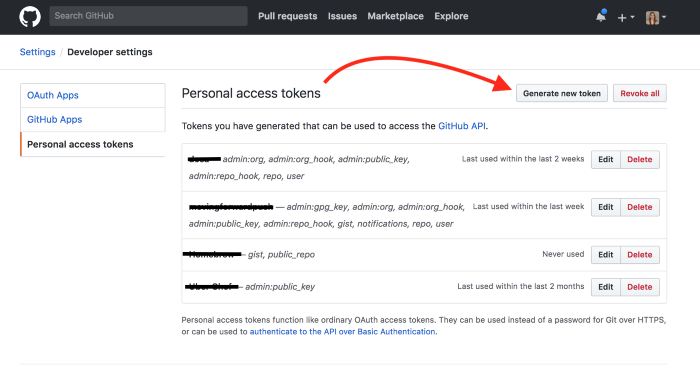 Search GitHub
Pull requests Issues Marketplace Explore
Settings / Developer settings
OAuth Apps
GitHub Apps
Personal access tokens
Personal access tokens
Generate new token Revoke all
Tokens you have generated that can be used to access the GitHub API.
admin:org, admin:org_hook, admin:public_key, Last used within the last 2 weeks Edit Delete
admin:repo_hook, repo, user
— admin:gpg_key, admin:org, admin:org_hook, Last used within the last week Edit Delete
admin:public_key, admin:repo_hook, gist, notifications, repo, user
– gist, public_repo Never used Edit Delete
– admin:public_key Last used within the last 2 months Edit Delete
Personal access tokens function like ordinary OAuth access tokens. They can be used instead of a password for Git over HTTPS,
or can be used to authenticate to the API over Basic Authentication.